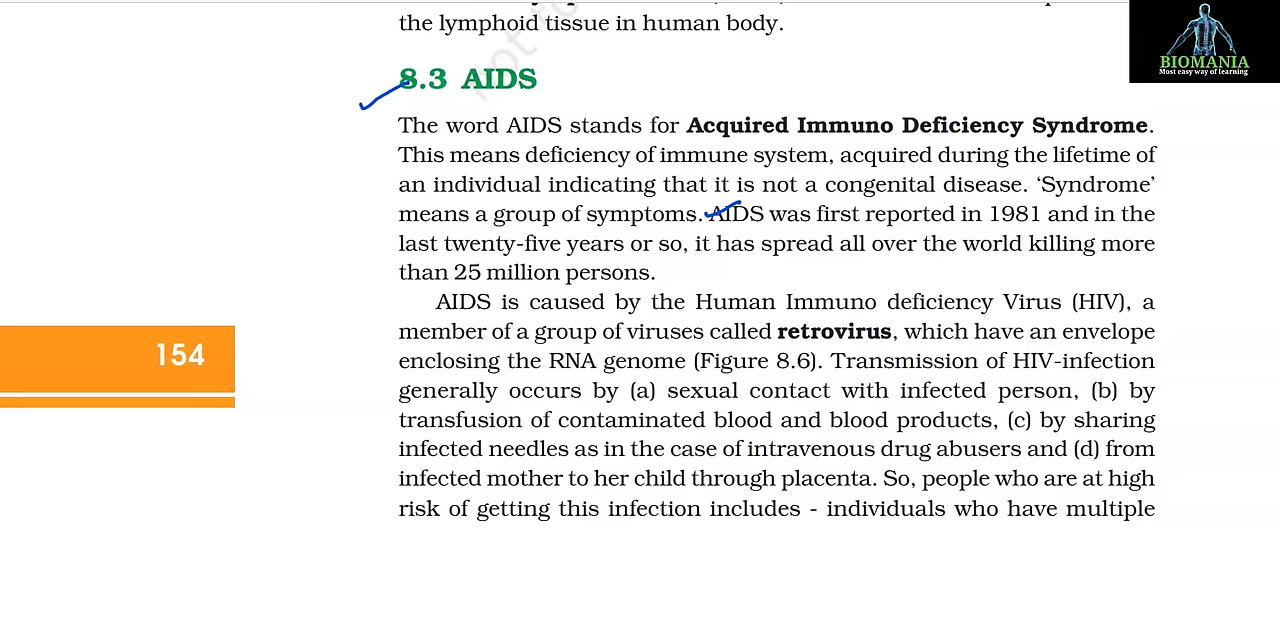 the lymphoid tissue in human body.
BIOMANIA
Most easy way of learning
8.3 AIDS
The word AIDS stands for Acquired Immuno Deficiency Syndrome.
This means deficiency of immune system, acquired during the lifetime of
an individual indicating that it is not a congenital disease. ‘Syndrome’
means a group of symptoms. AIDS was first reported in 1981 and in the
last twenty-five years or so, it has spread all over the world killing more
than 25 million persons.
AIDS is caused by the Human Immuno deficiency Virus (HIV), a
member of a group of viruses called retrovirus, which have an envelope
enclosing the RNA genome (Figure 8.6). Transmission of HIV-infection
generally occurs by (a) sexual contact with infected person, (b) by
transfusion of contaminated blood and blood products, (c) by sharing
infected needles as in the case of intravenous drug abusers and (d) from
infected mother to her child through placenta. So, people who are at high
risk of getting this infection includes - individuals who have multiple
154